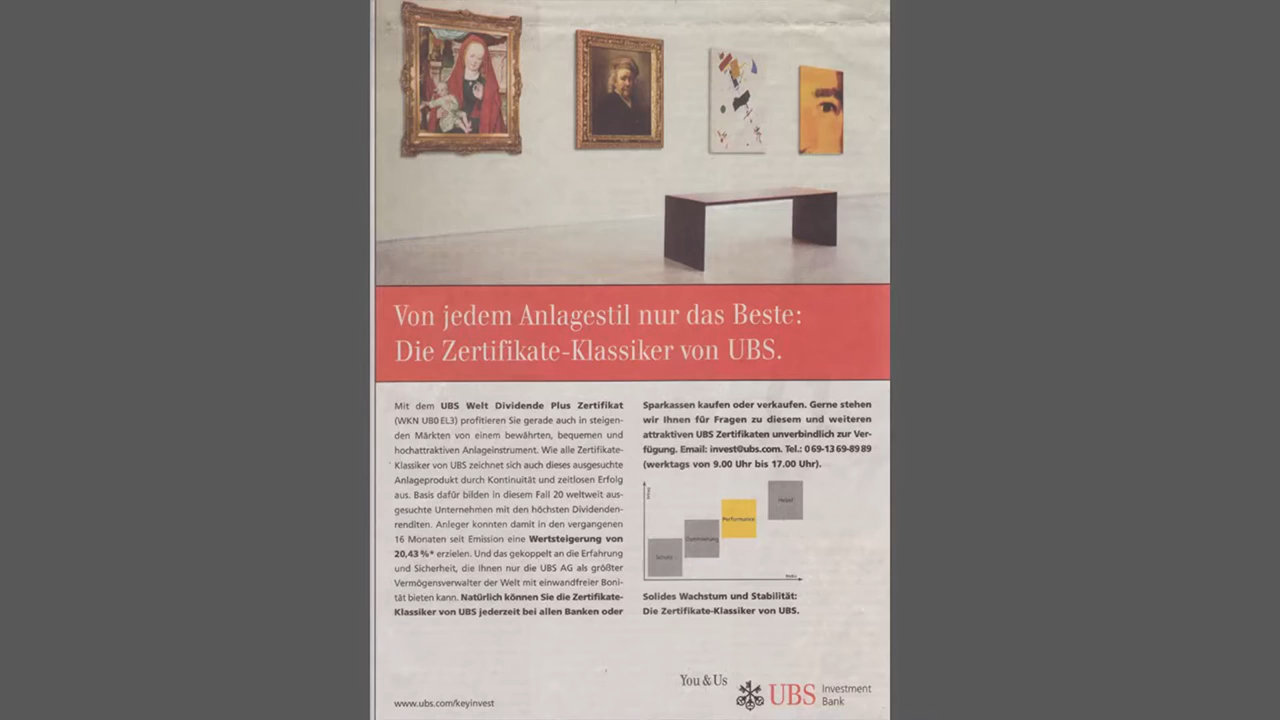 Von jedem Anlagestil nur das Beste:
Die Zertifikate-Klassiker von UBS.
Mit dem UBS Welt Dividende Plus Zertifikat
(WKN UB0EL3) profitieren Sie gerade auch in steigen-
den Märkten von einem bewährten, bequemen und
hochattraktiven Anlageinstrument. Wie alle Zertifikate-
Klassiker von UBS zeichnet sich auch dieses ausgesuchte
Anlageprodukt durch Kontinuität und zeitlosen Erfolg
aus. Basis dafür bilden in diesem Fall 20 weltweit aus-
gesuchte Unternehmen mit den höchsten Dividenden-
renditen. Anleger konnten damit in den vergangenen
16 Monaten seit Emission eine Wertsteigerung von
20,43 %* erzielen. Und das gekoppelt an die Erfahrung
und Sicherheit, die Ihnen nur die UBS AG als größter
Vermögensverwalter der Welt mit einwandfreier Boni-
tät bieten kann. Natürlich können Sie die Zertifikate-
Klassiker von UBS jederzeit bei allen Banken oder
Sparkassen kaufen oder verkaufen. Gerne stehen
wir Ihnen für Fragen zu diesem und weiteren
attraktiven UBS Zertifikaten unverbindlich zur Ver-
fügung. Email: invest@ubs.com. Tel.: 069-1369-8989
(werktags von 9.00 Uhr bis 17.00 Uhr).
Hebel
Performance
Optimierung
Schutz
Solides Wachstum und Stabilität:
Die Zertifikate-Klassiker von UBS.
You & Us
www.ubs.com/keyinvest
UBS Investment
Bank